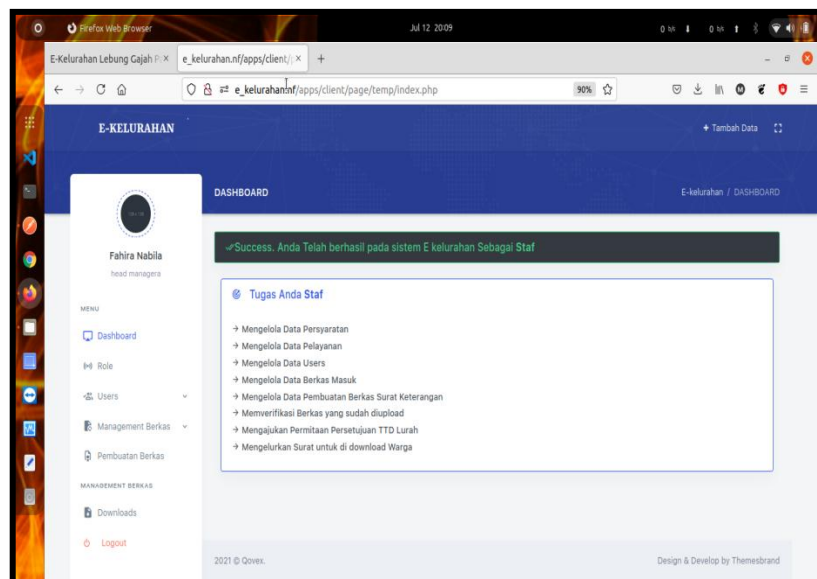 Firefox Web Browser
Jul 12 20:09
0 b/s
0 b/s
E-Kelurahan Lebung Gajah P
e_kelurahan.nf/apps/client/
e_kelurahan.nf/apps/client/page/temp/index.php
90%
E-KELURAHAN
+ Tambah Data
DASHBOARD
E-kelurahan / DASHBOARD
Fahira Nabila
head managera
MENU
Dashboard
Role
Users
Management Berkas
Pembuatan Berkas
MANAGEMENT BERKAS
Downloads
Logout
Success. Anda Telah berhasil pada sistem E kelurahan Sebagai Staf
Tugas Anda Staf
→ Mengelola Data Persyaratan
→ Mengelola Data Pelayanan
→ Mengelola Data Users
→ Mengelola Data Berkas Masuk
→ Mengelola Data Pembuatan Berkas Surat Keterangan
→ Memverifikasi Berkas yang sudah diupload
→ Mengajukan Permitaan Persetujuan TTD Lurah
→ Mengelurkan Surat untuk di download Warga
2021 © Qovex.
Design & Develop by Themesbrand